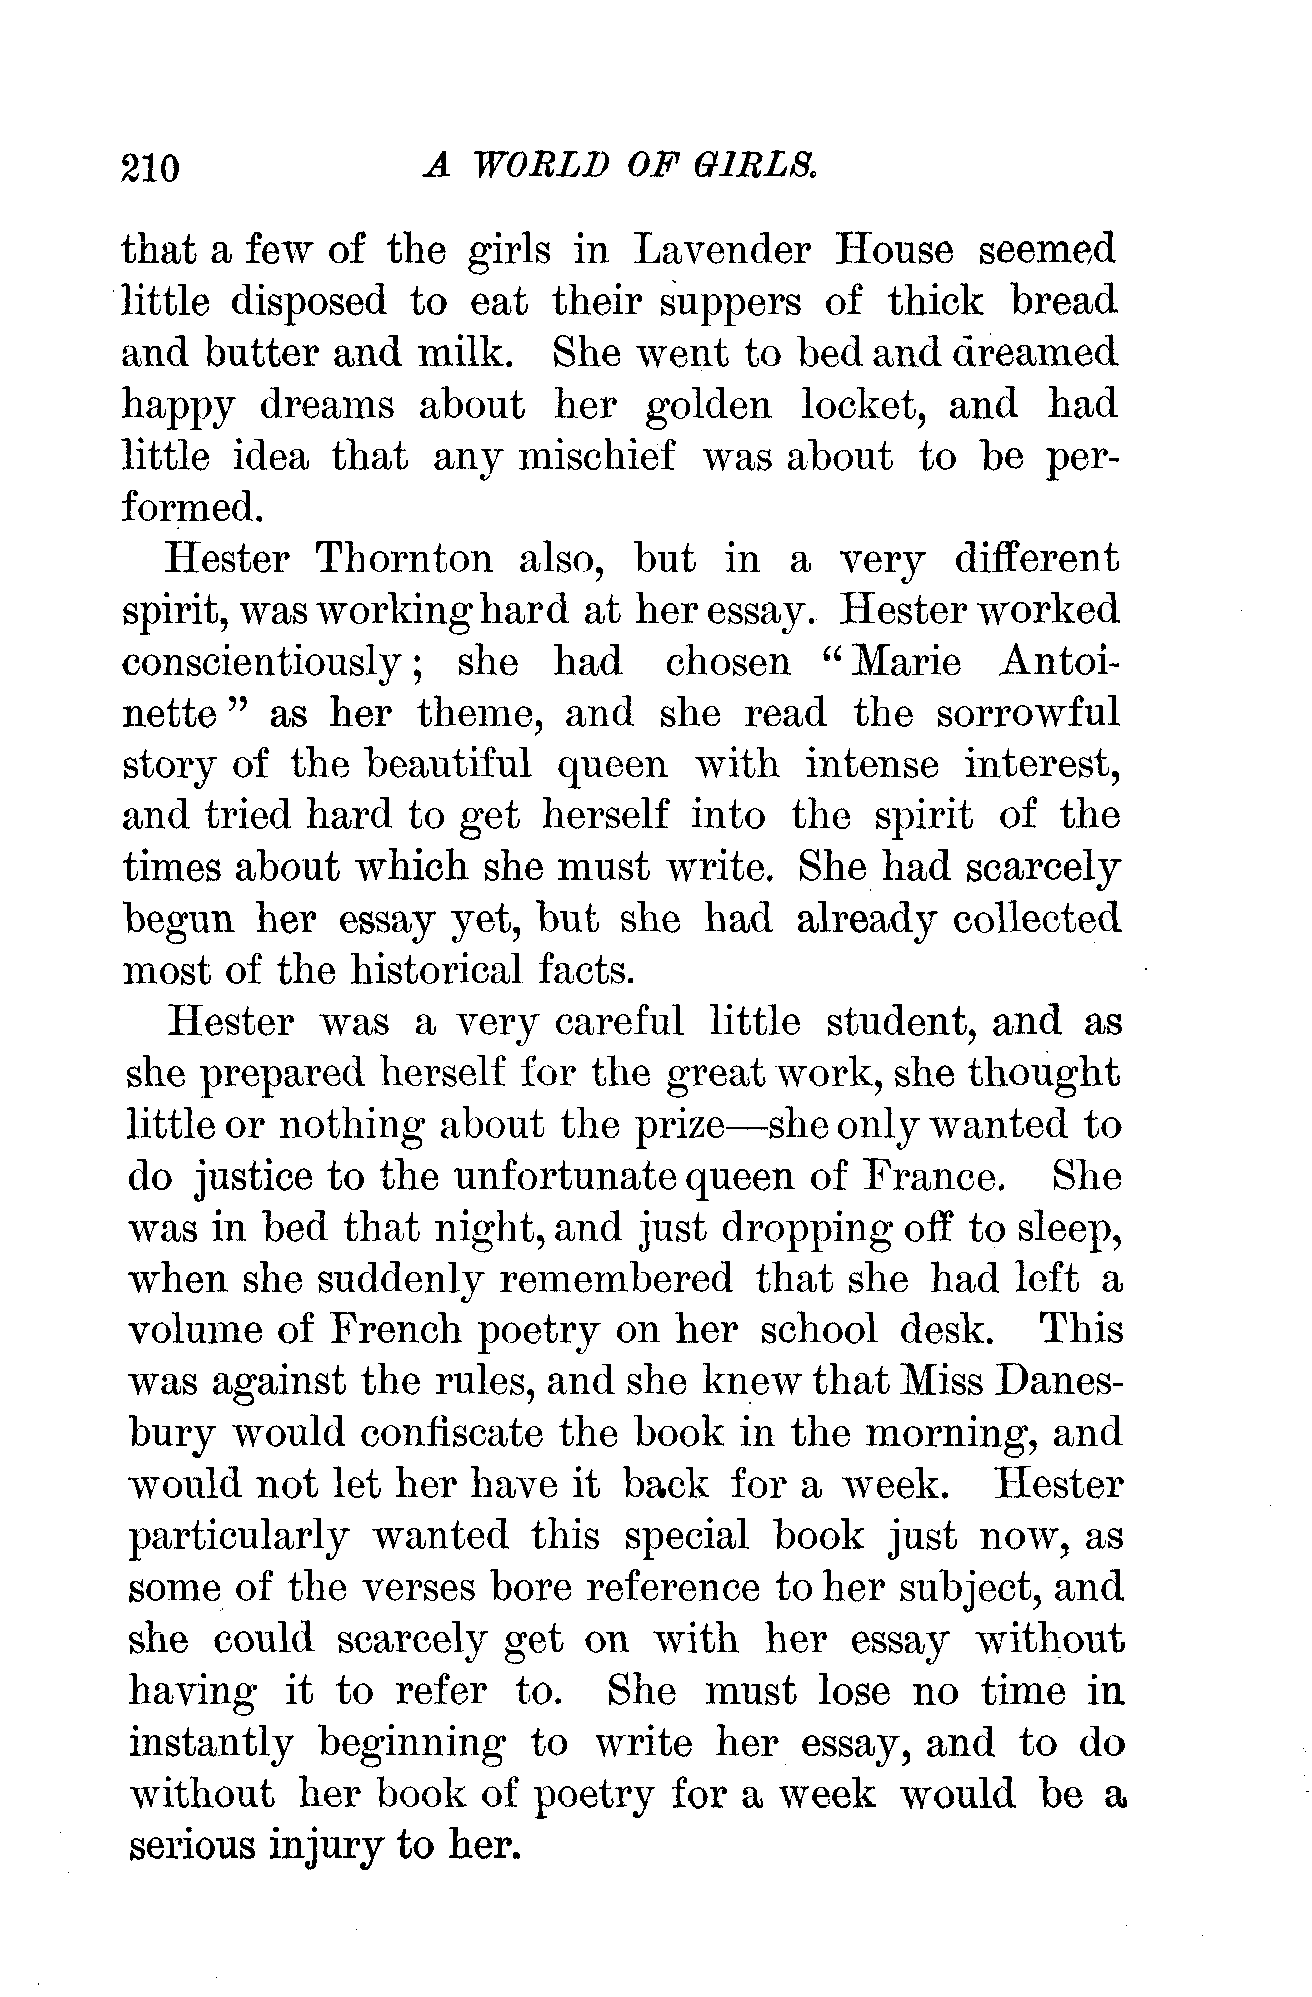 210 A WORLD OF GIRLS.
that a few of the girls in Lavender House seemed
little disposed to eat their suppers of thick bread
and butter and milk. She went to bed and dreamed
happy dreams about her golden locket, and had
little idea that any mischief was about to be per-
formed.
Hester Thornton also, but in a very different
spirit, was working hard at her essay. Hester worked
conscientiously; she had chosen "Marie Antoi-
nette" as her theme, and she read the sorrowful
story of the beautiful queen with intense interest,
and tried hard to get herself into the spirit of the
times about which she must write. She had scarcely
begun her essay yet, but she had already collected
most of the historical facts.
Hester was a very careful little student, and as
she prepared herself for the great work, she thought
little or nothing about the prize—she only wanted to
do justice to the unfortunate queen of France. She
was in bed that night, and just dropping off to sleep,
when she suddenly remembered that she had left a
volume of French poetry on her school desk. This
was against the rules, and she knew that Miss Danes-
bury would confiscate the book in the morning, and
would not let her have it back for a week. Hester
particularly wanted this special book just now, as
some of the verses bore reference to her subject, and
she could scarcely get on with her essay without
having it to refer to. She must lose no time in
instantly beginning to write her essay, and to do
without her book of poetry for a week would be a
serious injury to her.